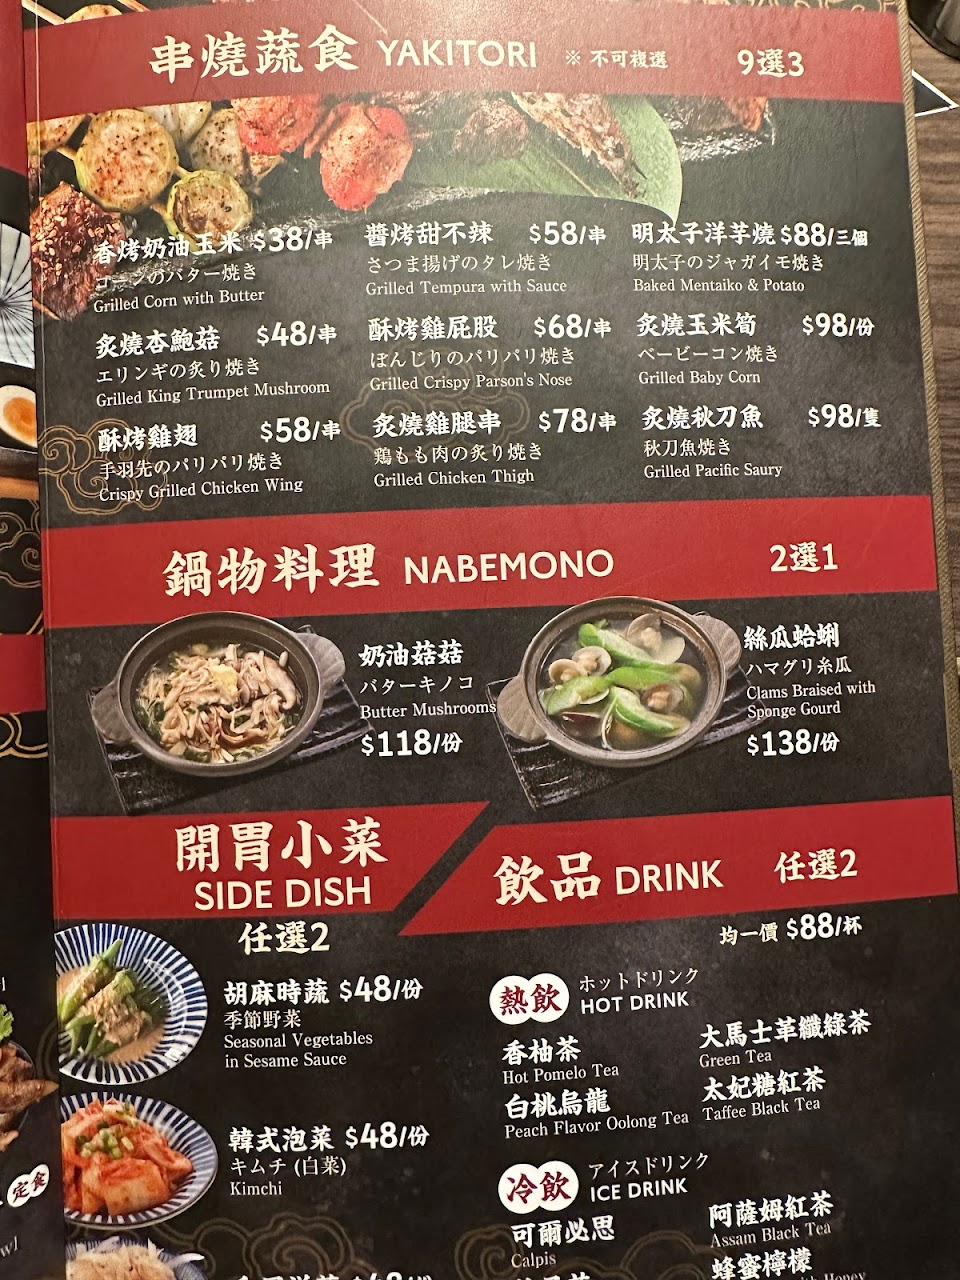 串燒蔬食 YAKITORI ※ 不可複選 9選3
香烤奶油玉米 $38/串
コーンのバター焼き
Grilled Corn with Butter
醬烤甜不辣 $58/串
さつま揚げのタレ焼き
Grilled Tempura with Sauce
明太子洋芋燒 $88/三個
明太子のジャガイモ焼き
Baked Mentaiko & Potato
炙燒杏鮑菇 $48/串
エリンギの炙り焼き
Grilled King Trumpet Mushroom
酥烤雞屁股 $68/串
ぼんじりのパリパリ焼き
Grilled Crispy Parson's Nose
炙燒玉米筍 $98/份
ベービーコン焼き
Grilled Baby Corn
酥烤雞翅 $58/串
手羽先のパリパリ焼き
Crispy Grilled Chicken Wing
炙燒雞腿串 $78/串
鶏もも肉の炙り焼き
Grilled Chicken Thigh
炙燒秋刀魚 $98/隻
秋刀魚焼き
Grilled Pacific Saury
鍋物料理 NABEMONO 2選1
奶油菇菇
バターキノコ
Butter Mushrooms
$118/份
絲瓜蛤蜊
ハマグリ糸瓜
Clams Braised with
Sponge Gourd
$138/份
開胃小菜
SIDE DISH
任選2
胡麻時蔬 $48/份
季節野菜
Seasonal Vegetables
in Sesame Sauce
韓式泡菜 $48/份
キムチ (白菜)
Kimchi
飲品 DRINK 任選2
均一價 $88/杯
熱飲 ホットドリンク
HOT DRINK
香柚茶
Hot Pomelo Tea
大馬士革纖綠茶
Green Tea
白桃烏龍
Peach Flavor Oolong Tea
太妃糖紅茶
Taffee Black Tea
冷飲 アイスドリンク
ICE DRINK
可爾必思
Calpis
阿薩姆紅茶
Assam Black Tea
蜂蜜檸檬
Honey
定食